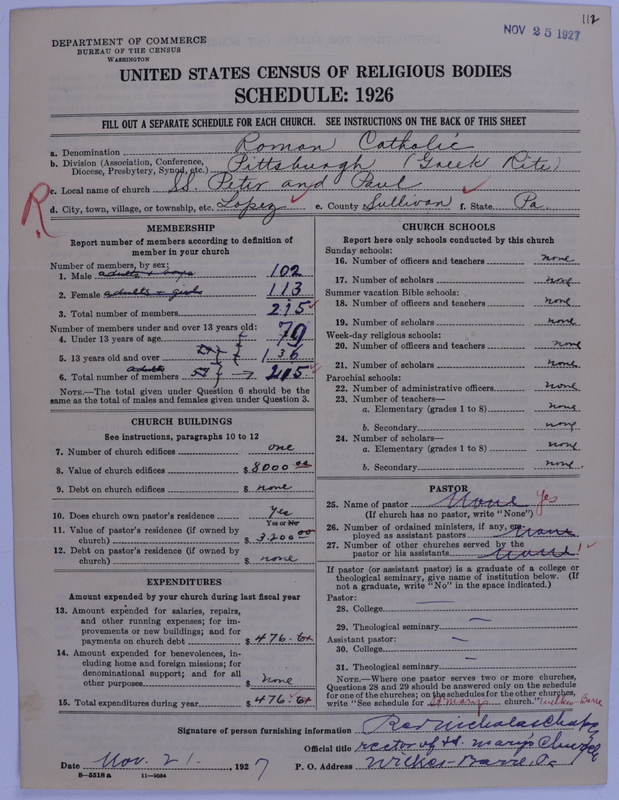 112
NOV 25 1927
DEPARTMENT OF COMMERCE
BUREAU OF THE CENSUS
WASHINGTON
UNITED STATES CENSUS OF RELIGIOUS BODIES
SCHEDULE: 1926
FILL OUT A SEPARATE SCHEDULE FOR EACH CHURCH. SEE INSTRUCTIONS ON THE BACK OF THIS SHEET
a. Denomination Roman Catholic
b. Division (Association, Conference, Diocese, Presbytery, Synod, etc.) Pittsburgh (Greek Rite)
c. Local name of church SS. Peter and Paul
R
d. City, town, village, or township, etc. Lopez e. County Sullivan f. State Pa.
MEMBERSHIP
Report number of members according to definition of
member in your church
Number of members, by sex:
1. Male adults & boys 102
2. Female adults & girls 113
3. Total number of members 215
Number of members under and over 13 years old:
4. Under 13 years of age 79
5. 13 years old and over 136
6. Total number of members adults 215
NOTE.—The total given under Question 6 should be the
same as the total of males and females given under Question 3.
CHURCH BUILDINGS
See instructions, paragraphs 10 to 12
7. Number of church edifices one
8. Value of church edifices $ 8000 00
9. Debt on church edifices $ none
10. Does church own pastor's residence? Yes
Yes or No
11. Value of pastor's residence (if owned by
church) $ 3200 00
12. Debt on pastor's residence (if owned by
church) $ none
EXPENDITURES
Amount expended by your church during last fiscal year
13. Amount expended for salaries, repairs,
and other running expenses; for im-
provements or new buildings; and for
payments on church debt $ 476.
14. Amount expended for benevolences, in-
cluding home and foreign missions; for
denominational support; and for all
other purposes $ none
15. Total expenditures during year $ 476.
CHURCH SCHOOLS
Report here only schools conducted by this church
Sunday schools:
16. Number of officers and teachers none
17. Number of scholars none
Summer vacation Bible schools:
18. Number of officers and teachers none
19. Number of scholars none
Week-day religious schools:
20. Number of officers and teachers none
21. Number of scholars none
Parochial schools:
22. Number of administrative officers none
23. Number of teachers—
a. Elementary (grades 1 to 8) none
b. Secondary none
24. Number of scholars—
a. Elementary (grades 1 to 8) none
b. Secondary none.
PASTOR
25. Name of pastor None Yes
(If church has no pastor, write "None")
26. Number of ordained ministers, if any, em-
ployed as assistant pastors None
27. Number of other churches served by the
pastor or his assistants None 1
If pastor (or assistant pastor) is a graduate of a college or
theological seminary, give name of institution below. (If
not a graduate, write "No" in the space indicated.)
Pastor:
28. College —
29. Theological seminary —
Assistant pastor:
30. College —
31. Theological seminary —
NOTE.—Where one pastor serves two or more churches,
Questions 28 and 29 should be answered only on the schedule
for one of the churches; on the schedules for the other churches,
write "See schedule for St Marys church." Wilkes-Barre
Signature of person furnishing information Rev Nicholas
Official title rector of St. Mary's Church
Date Nov. 21. 1927 P. O. Address Wilkes-Barre, Pa
8-5518a 11-9034